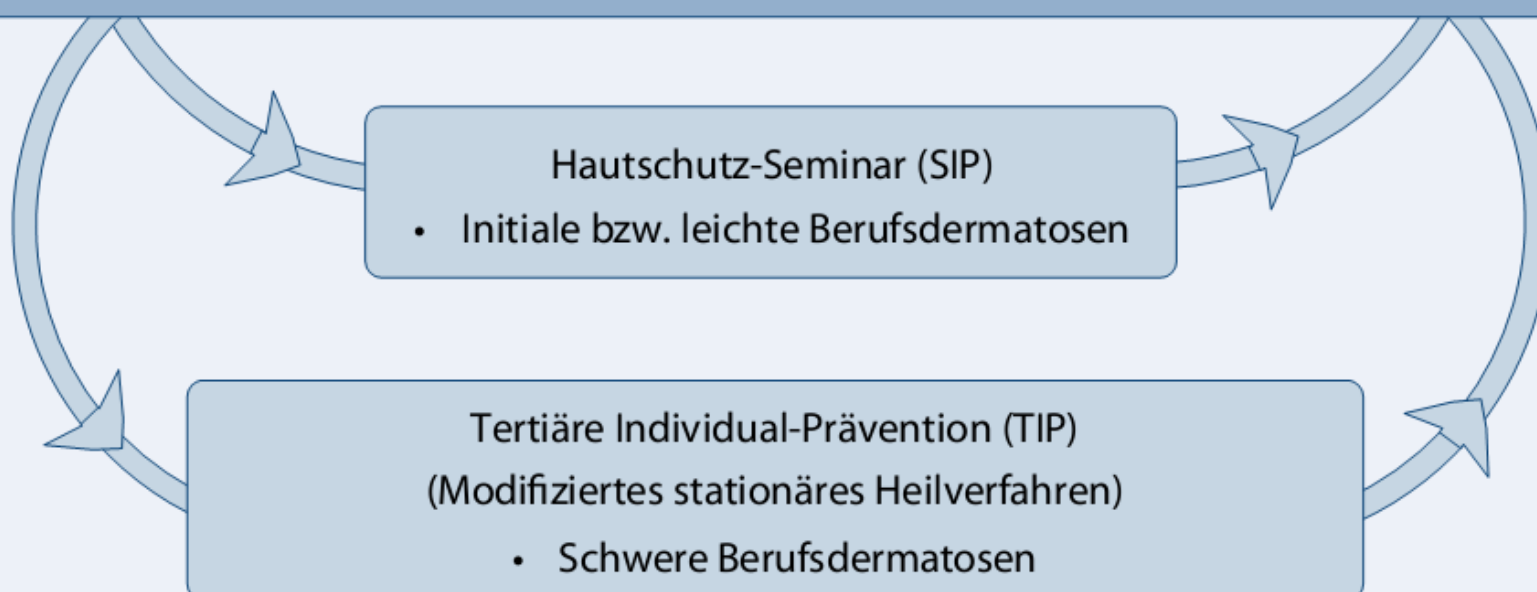 Hautschutz-Seminar (SIP)
• Initiale bzw. leichte Berufsdermatosen
Tertiäre Individual-Prävention (TIP)
(Modifiziertes stationäres Heilverfahren)
• Schwere Berufsdermatosen